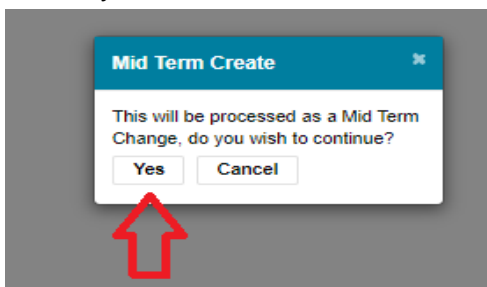 Mid Term Create
This will be processed as a Mid Term
Change, do you wish to continue?
Yes Cancel